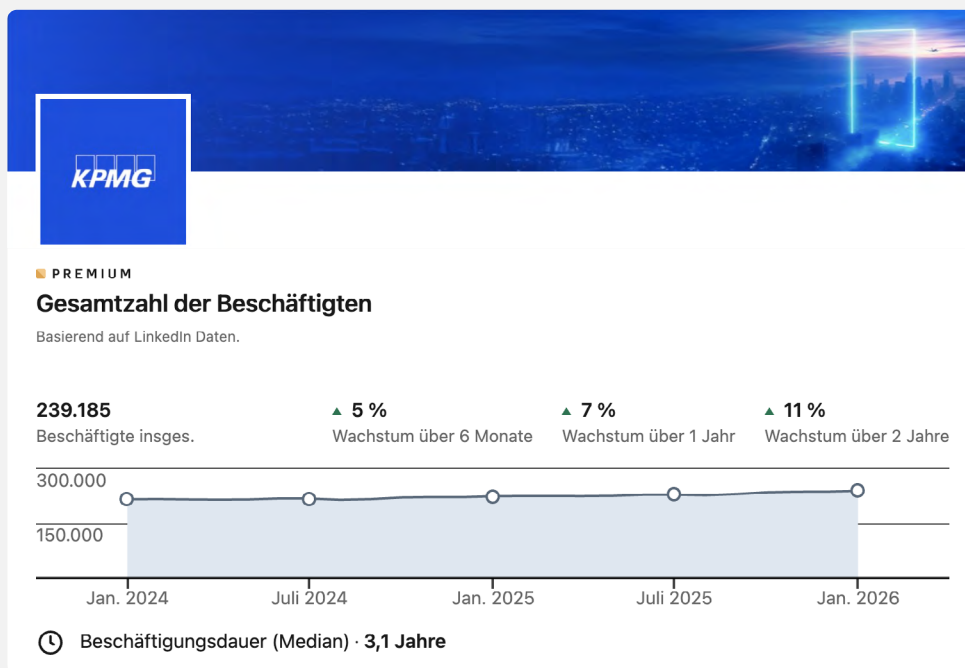 KPMG
PREMIUM
Gesamtzahl der Beschäftigten
Basierend auf LinkedIn Daten.
239.185
Beschäftigte insges.
5 %
Wachstum über 6 Monate
7 %
Wachstum über 1 Jahr
11 %
Wachstum über 2 Jahre
300.000
150.000
Jan. 2024 Juli 2024 Jan. 2025 Juli 2025 Jan. 2026
Beschäftigungsdauer (Median) · 3,1 Jahre